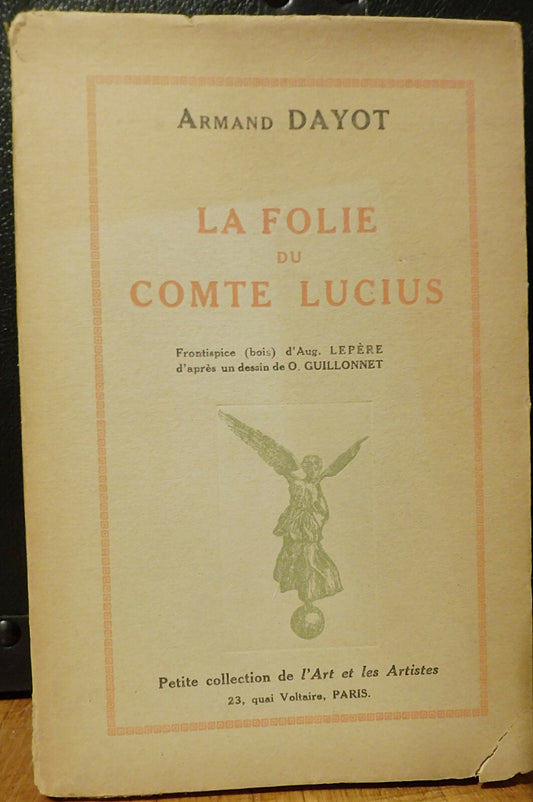 ARMAND DAYOT
LA FOLIE
DU
COMTE LUCIUS
Frontispice (bois) d'Aug. LEPÈRE
d'après un dessin de O. GUILLONNET
Petite collection de l'Art et les Artistes
23, quai Voltaire, PARIS.